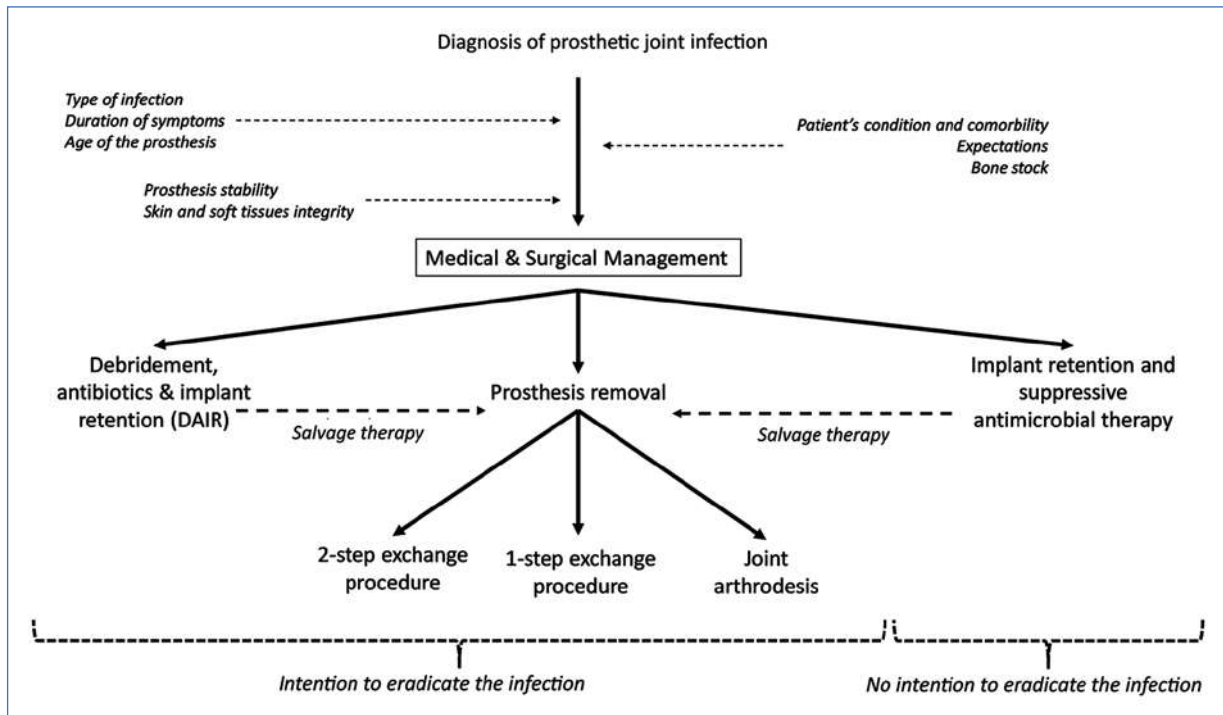 Diagnosis of prosthetic joint infection
Type of infection
Duration of symptoms
Age of the prosthesis
Patient's condition and comorbility
Expectations
Bone stock
Prosthesis stability
Skin and soft tissues integrity
Medical & Surgical Management
Debridement,
antibiotics & implant
retention (DAIR)
Prosthesis removal
Implant retention and
suppressive
antimicrobial therapy
Salvage therapy
Salvage therapy
2-step exchange
procedure
1-step exchange
procedure
Joint
arthrodesis
Intention to eradicate the infection
No intention to eradicate the infection